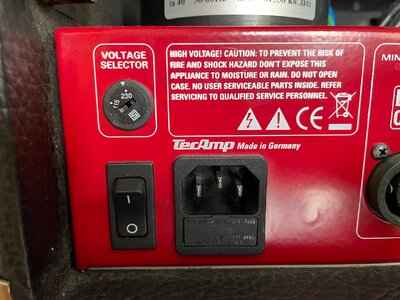 VOLTAGE
SELECTOR
230
HIGH VOLTAGE! CAUTION: TO PREVENT THE RISK OF
FIRE AND SHOCK HAZARD DON'T EXPOSE THIS
APPLIANCE TO MOISTURE OR RAIN. DO NOT OPEN
CASE. NO USER SERVICEABLE PARTS INSIDE. REFER
SERVICING TO QUALIFIED SERVICE PERSONNEL.
CE
TecAmp Made in Germany
FUSE